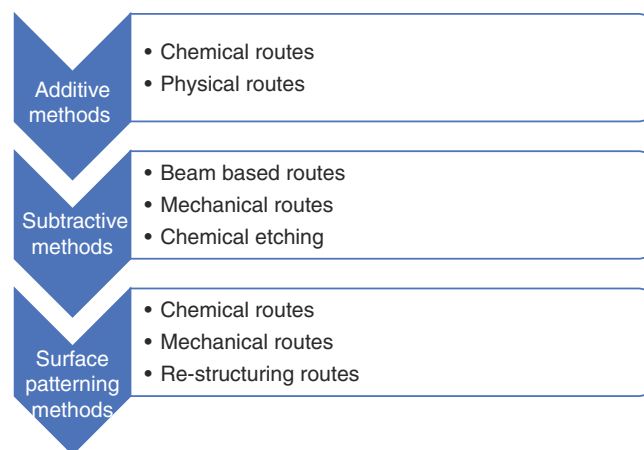 Additive
methods
• Chemical routes
• Physical routes
Subtractive
methods
• Beam based routes
• Mechanical routes
• Chemical etching
Surface
patterning
methods
• Chemical routes
• Mechanical routes
• Re-structuring routes